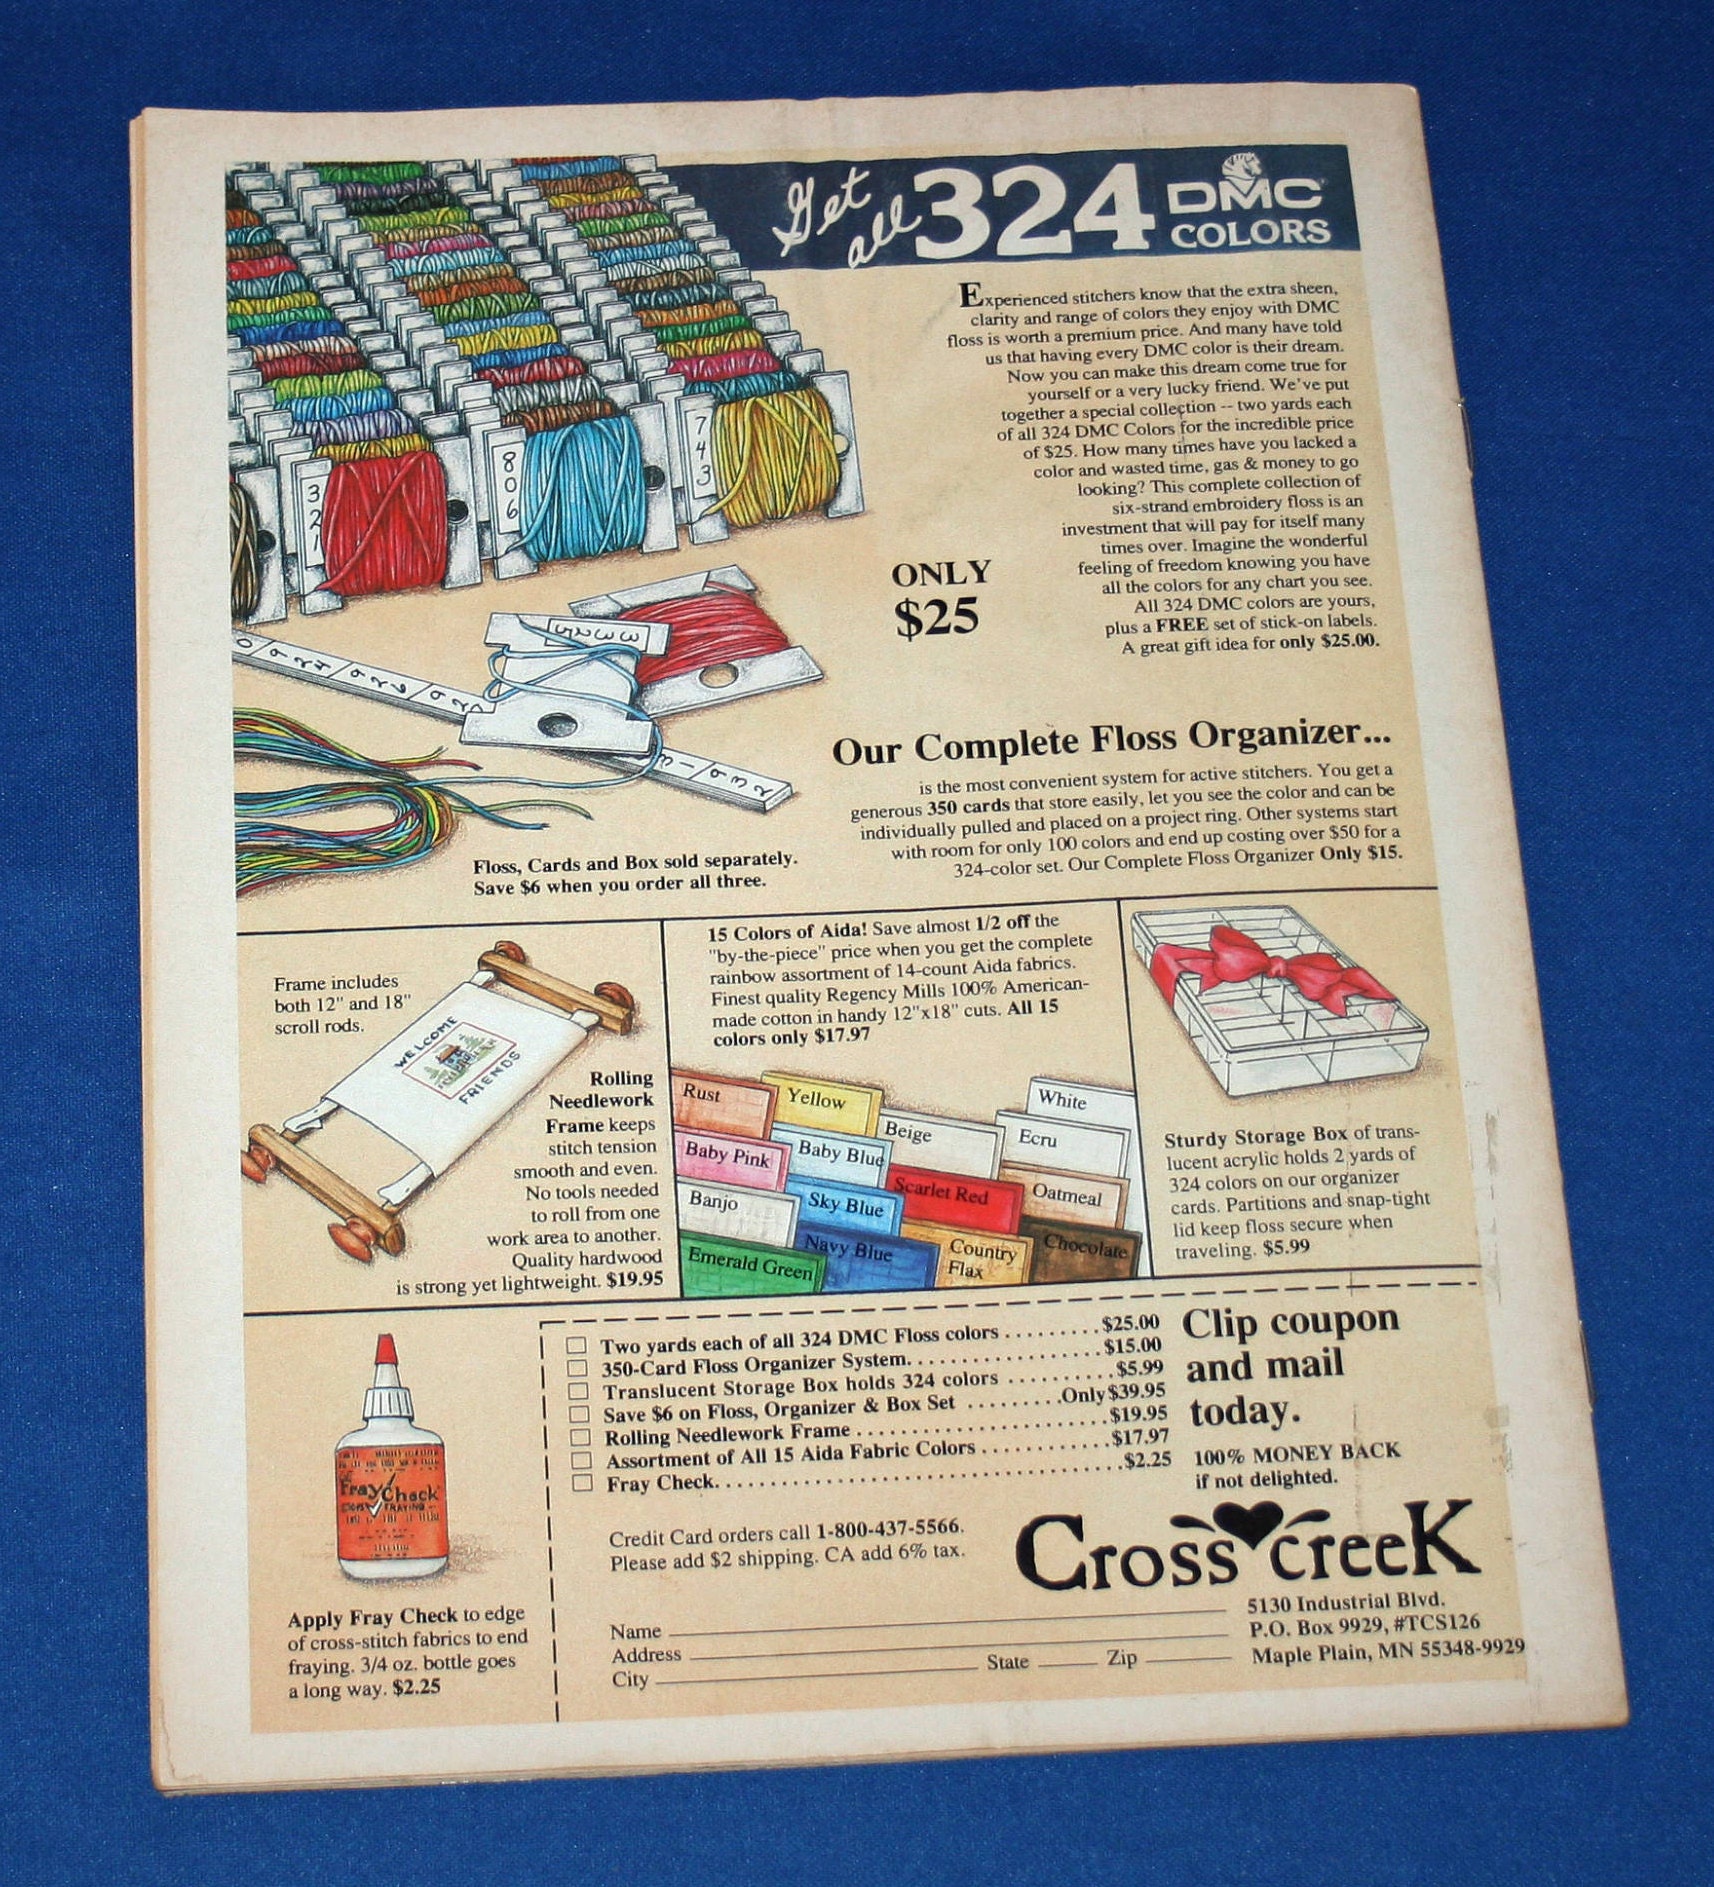 Get all 324 DMC COLORS
Experienced stitchers know that the extra sheen,
clarity and range of colors they enjoy with DMC
floss is worth a premium price. And many have told
us that having every DMC color is their dream.
Now you can make this dream come true for
yourself or a very lucky friend. We've put
together a special collection -- two yards each
of all 324 DMC Colors for the incredible price
of $25. How many times have you lacked a
color and wasted time, gas & money to go
looking? This complete collection of
six-strand embroidery floss is an
investment that will pay for itself many
times over. Imagine the wonderful
feeling of freedom knowing you have
all the colors for any chart you see.
All 324 DMC colors are yours,
plus a FREE set of stick-on labels.
A great gift idea for only $25.00.
ONLY
$25
321
806
743
Our Complete Floss Organizer...
is the most convenient system for active stitchers. You get a
generous 350 cards that store easily, let you see the color and can be
individually pulled and placed on a project ring. Other systems start
with room for only 100 colors and end up costing over $50 for a
324-color set. Our Complete Floss Organizer Only $15.
Floss, Cards and Box sold separately.
Save $6 when you order all three.
Frame includes
both 12" and 18"
scroll rods.
WELCOME
FRIENDS
Rolling
Needlework
Frame keeps
stitch tension
smooth and even.
No tools needed
to roll from one
work area to another.
Quality hardwood
is strong yet lightweight. $19.95
15 Colors of Aida! Save almost 1/2 off the
"by-the-piece" price when you get the complete
rainbow assortment of 14-count Aida fabrics.
Finest quality Regency Mills 100% American-
made cotton in handy 12"x18" cuts. All 15
colors only $17.97
Rust
Yellow
Beige
White
Baby Pink
Baby Blue
Ecru
Banjo
Sky Blue
Scarlet Red
Oatmeal
Emerald Green
Navy Blue
Country
Flax
Chocolate
Sturdy Storage Box of trans-
lucent acrylic holds 2 yards of
324 colors on our organizer
cards. Partitions and snap-tight
lid keep floss secure when
traveling. $5.99
Fray Check
Apply Fray Check to edge
of cross-stitch fabrics to end
fraying. 3/4 oz. bottle goes
a long way. $2.25
Two yards each of all 324 DMC Floss colors . . . . . . . . . $25.00
350-Card Floss Organizer System. . . . . . . . . . . . . . . . . . . $15.00
Translucent Storage Box holds 324 colors . . . . . . . . . . $5.99
Save $6 on Floss, Organizer & Box Set . . . . . . . . .Only $39.95
Rolling Needlework Frame . . . . . . . . . . . . . . . . . . . . . . . . $19.95
Assortment of All 15 Aida Fabric Colors . . . . . . . . . . . . $17.97
Fray Check. . . . . . . . . . . . . . . . . . . . . . . . . . . . . . . . . . . . $2.25
Clip coupon
and mail
today.
100% MONEY BACK
if not delighted.
Credit Card orders call 1-800-437-5566.
Please add $2 shipping. CA add 6% tax.
Cross creek
5130 Industrial Blvd.
P.O. Box 9929, #TCS126
Maple Plain, MN 55348-9929
Name
Address
City State Zip